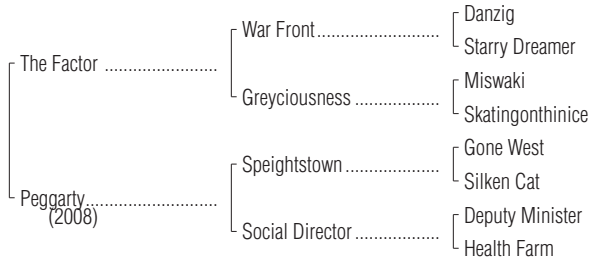 Danzig
War Front..............................
Starry Dreamer
The Factor ........................
Miswaki
Greyciousness ..................
Skatingonthinice
Gone West
Speightstown....................
Silken Cat
Peggarty............................
(2008)
Deputy Minister
Social Director ..................
Health Farm